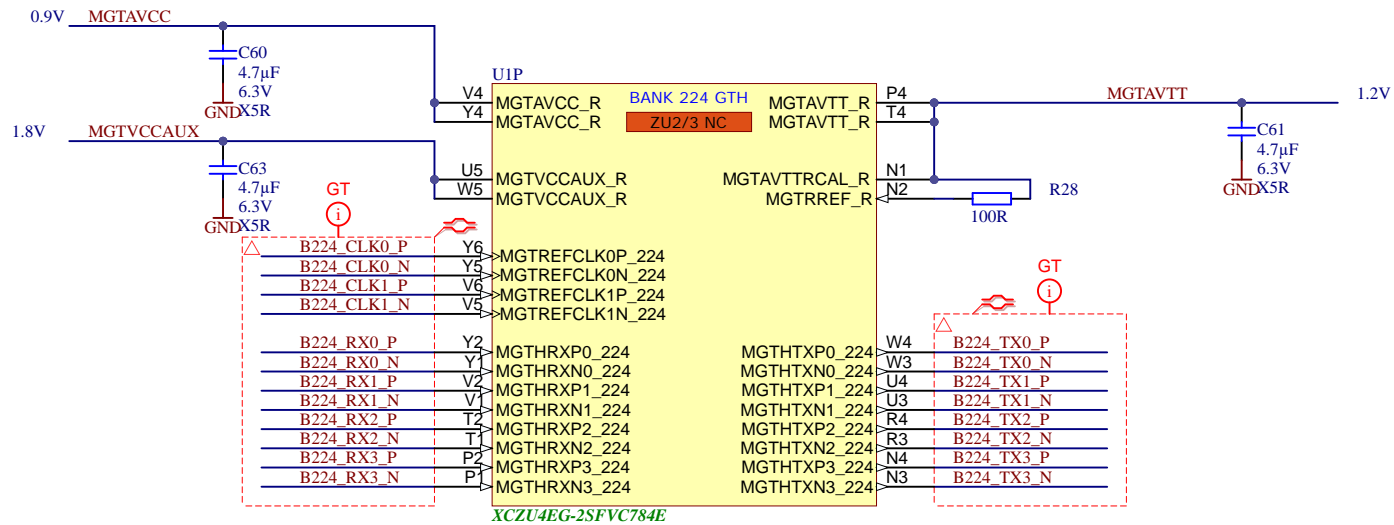 0.9V
MGTAVCC
C60
4.7µF
6.3V
X5R
GND
1.8V
MGTVCCAUX
C63
4.7µF
6.3V
X5R
GND
GT
i
B224_CLK0_P
B224_CLK0_N
B224_CLK1_P
B224_CLK1_N
B224_RX0_P
B224_RX0_N
B224_RX1_P
B224_RX1_N
B224_RX2_P
B224_RX2_N
B224_RX3_P
B224_RX3_N
V4
Y4
U5
W5
Y6
Y5
V6
V5
Y2
Y1
V2
V1
T2
T1
P2
P1
U1P
BANK 224 GTH
ZU2/3 NC
MGTAVCC_R
MGTAVCC_R
MGTVCCAUX_R
MGTVCCAUX_R
MGTREFCLK0P_224
MGTREFCLK0N_224
MGTREFCLK1P_224
MGTREFCLK1N_224
MGTHRXP0_224
MGTHRXN0_224
MGTHRXP1_224
MGTHRXN1_224
MGTHRXP2_224
MGTHRXN2_224
MGTHRXP3_224
MGTHRXN3_224
MGTAVTT_R
MGTAVTT_R
MGTAVTTRCAL_R
MGTRREF_R
MGTHTXP0_224
MGTHTXN0_224
MGTHTXP1_224
MGTHTXN1_224
MGTHTXP2_224
MGTHTXN2_224
MGTHTXP3_224
MGTHTXN3_224
XCZU4EG-2SFVC784E
P4
T4
N1
N2
W4
W3
U4
U3
R4
R3
N4
N3
MGTAVTT
1.2V
C61
4.7µF
6.3V
X5R
GND
R28
100R
GT
i
B224_TX0_P
B224_TX0_N
B224_TX1_P
B224_TX1_N
B224_TX2_P
B224_TX2_N
B224_TX3_P
B224_TX3_N